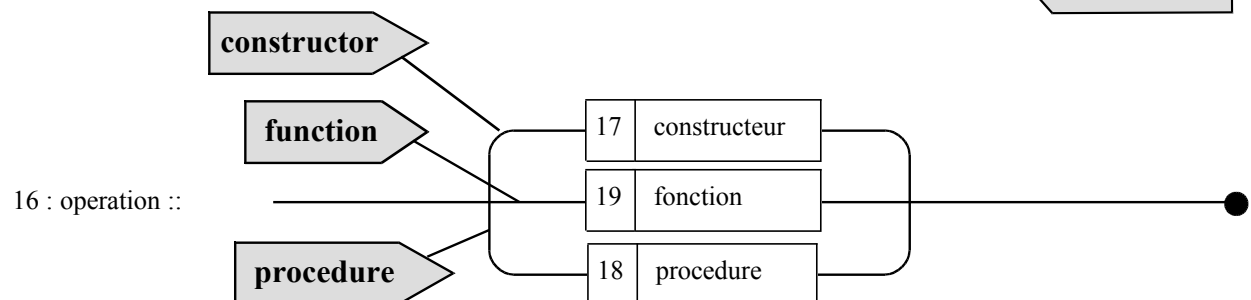 constructor
17 constructeur
function
16 : operation :: 19 fonction
procedure 18 procedure